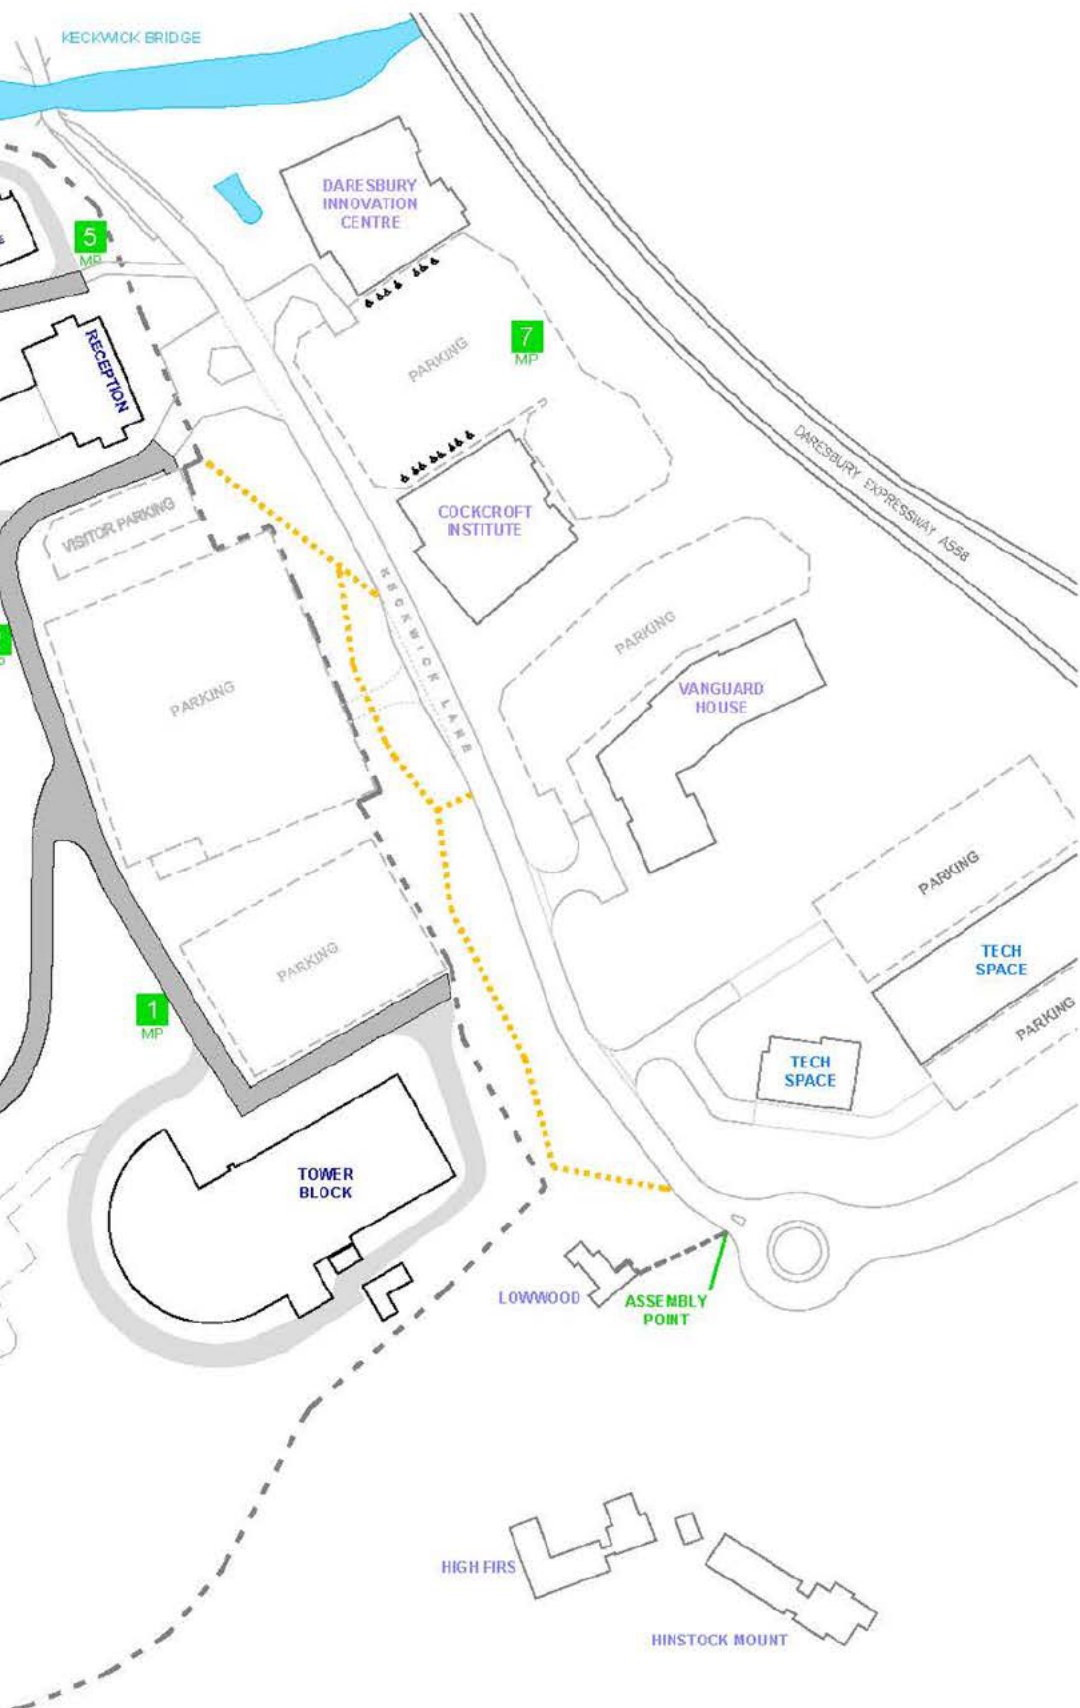 KECKWICK BRIDGE
DARESBURY
INNOVATION
CENTRE
5
MP
RECEPTION
PARKING
7
MP
DARESBURY EXPRESSWAY A558
VISITOR PARKING
COCKCROFT
INSTITUTE
KECKWICK LANE
PARKING
PARKING
VANGUARD
HOUSE
PARKING
TECH
SPACE
PARKING
PARKING
1
MP
TECH
SPACE
TOWER
BLOCK
LOWWOOD
ASSEMBLY
POINT
HIGH FIRS
HINSTOCK MOUNT